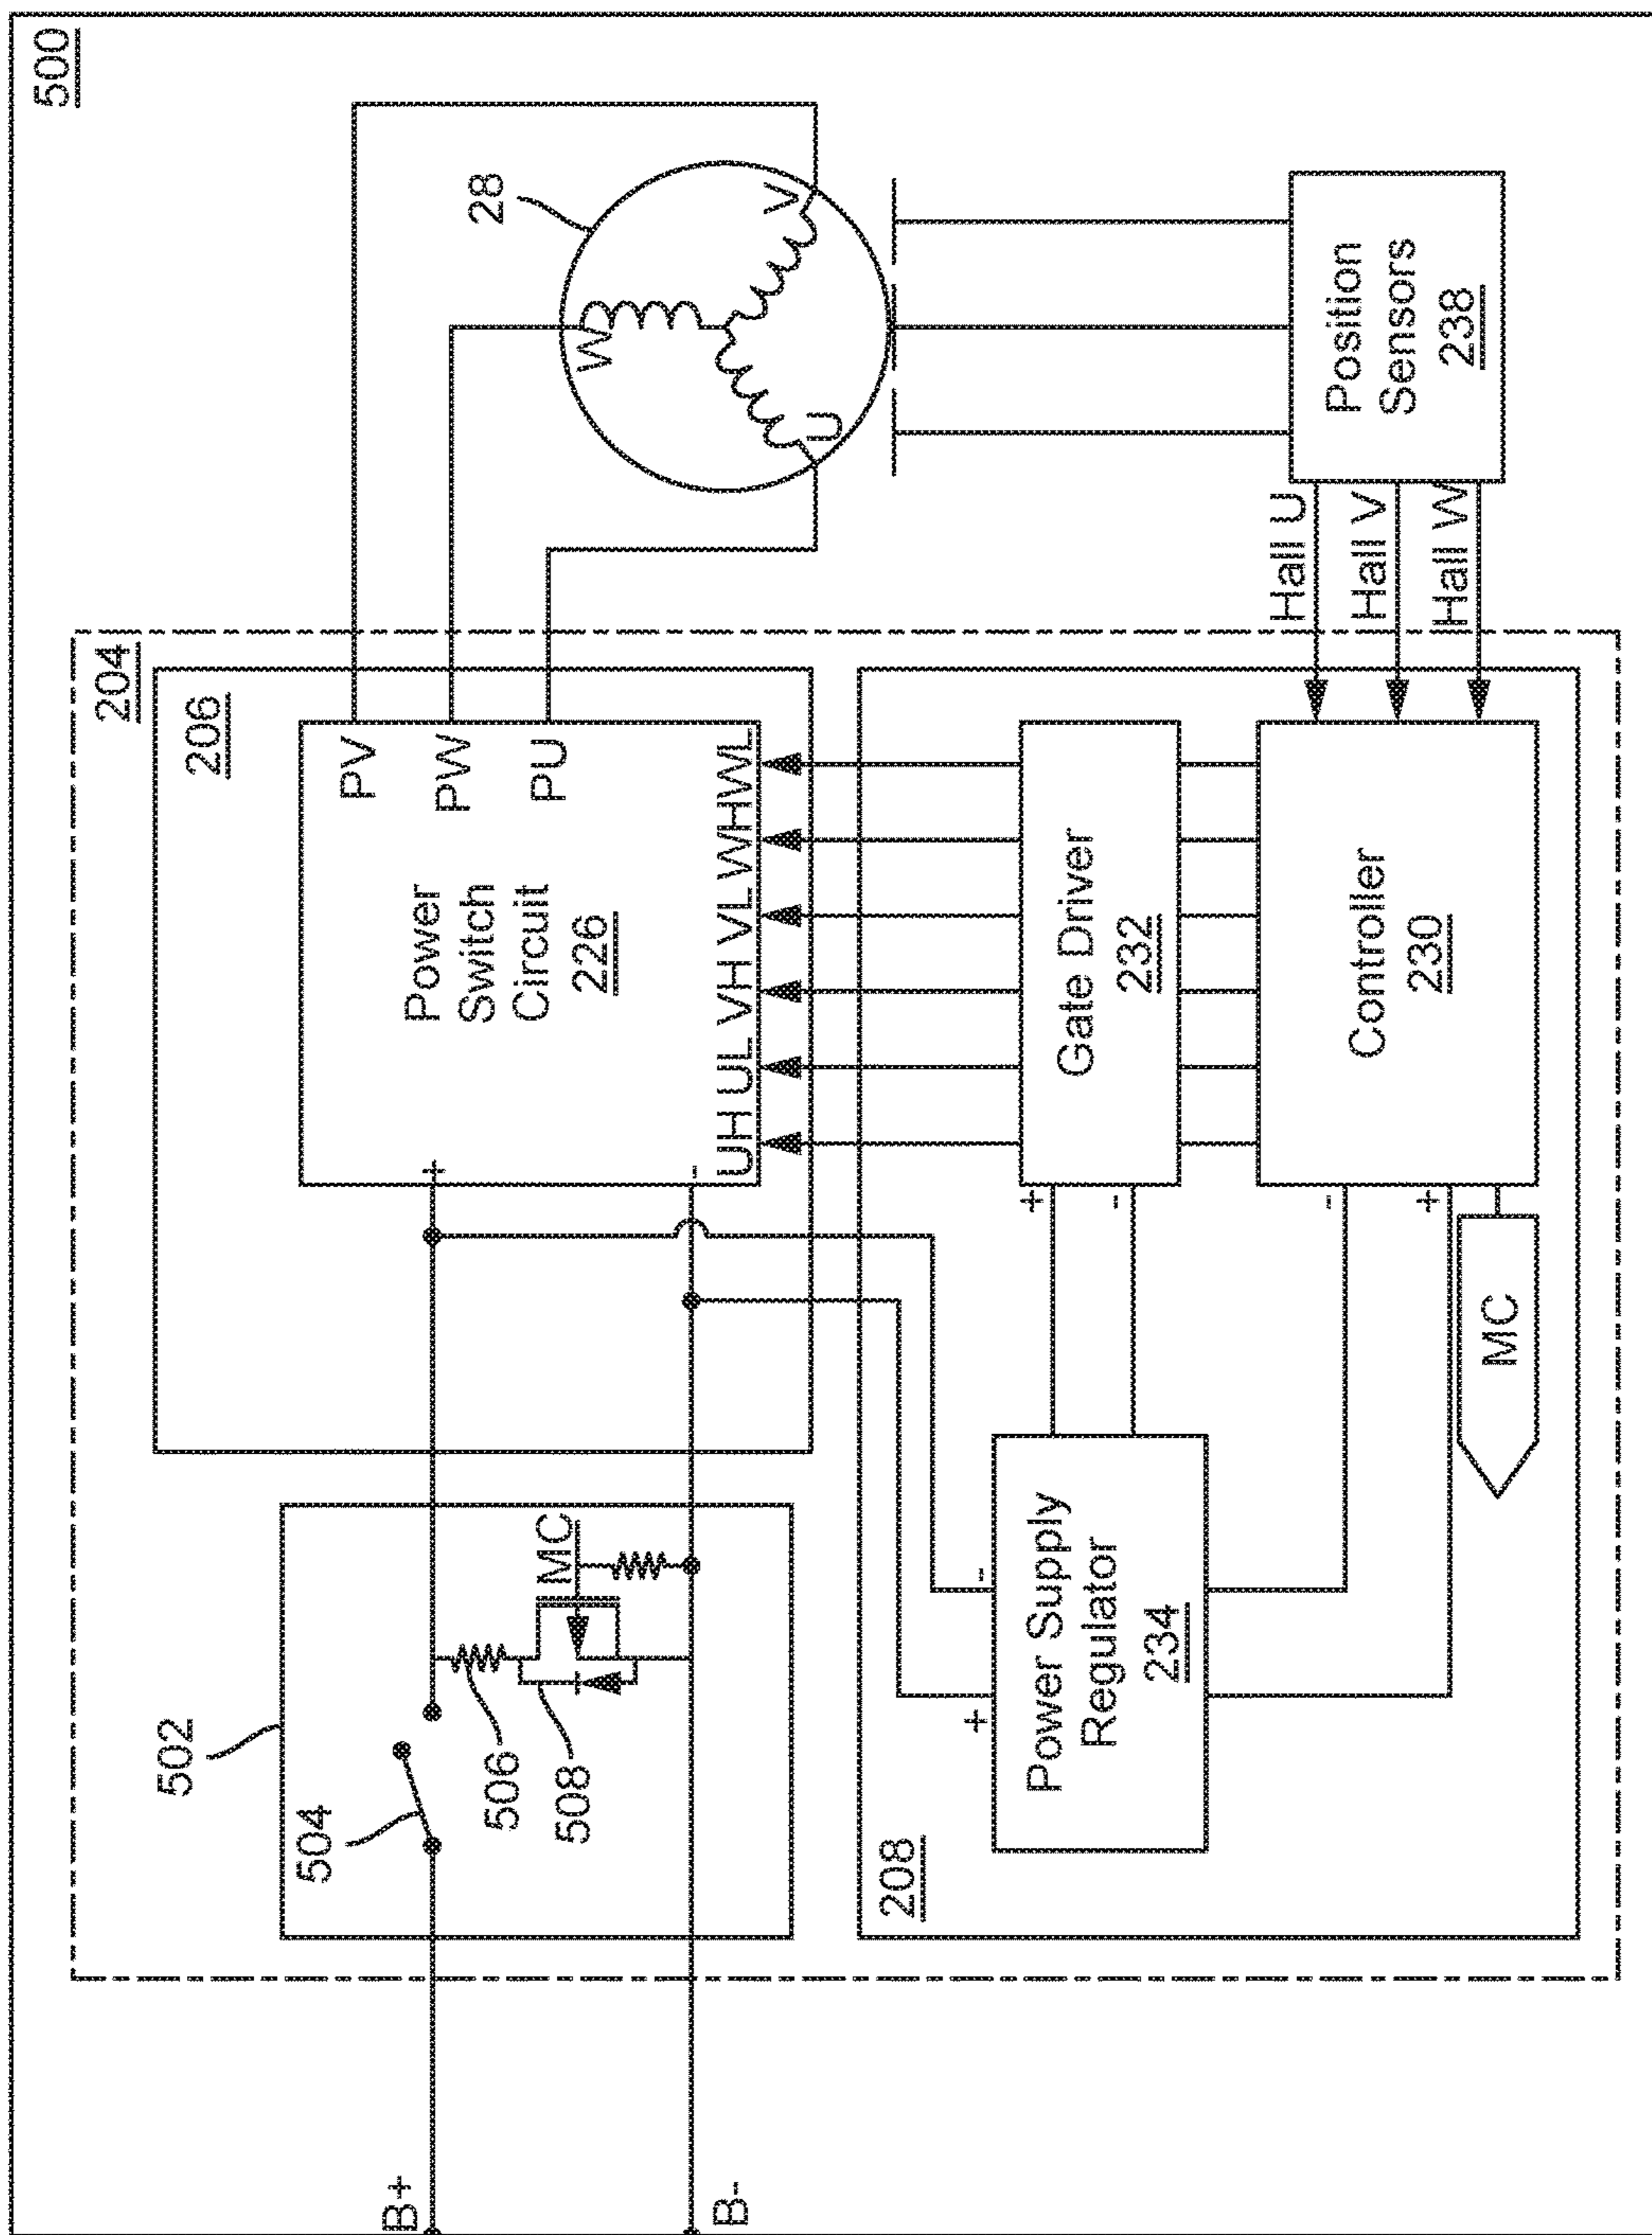 500
204
206
28
502
504
506
508
MC
B+
B-
+
-
Power
Switch
Circuit
226
PV
PW
PU
UH UL VH VL WH WL
208
Power Supply
Regulator
234
+
-
Gate Driver
232
+
-
Controller
230
-
+
MC
W
V
U
Hall U
Hall V
Hall W
Position
Sensors
238